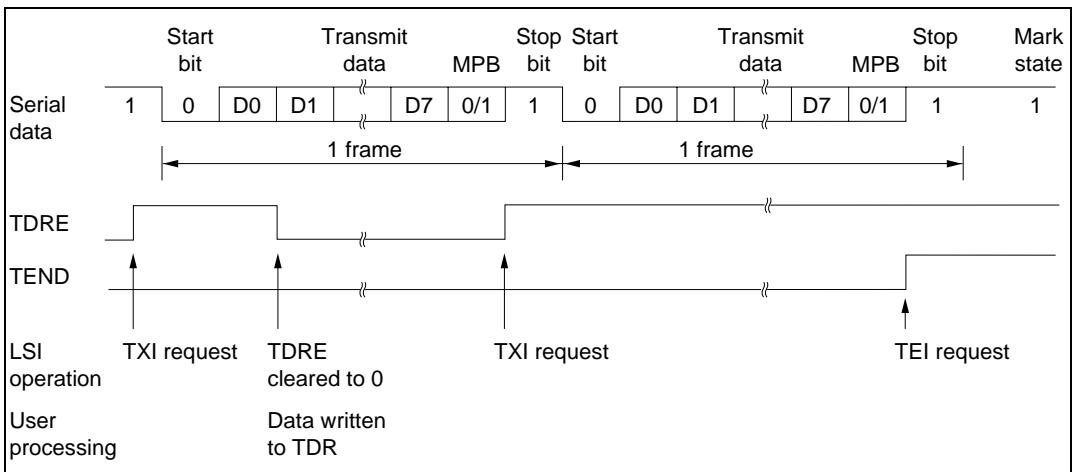 Start Transmit Stop Start Transmit Stop Mark
bit data MPB bit bit data MPB bit state
Serial data 1 0 D0 D1 D7 0/1 1 0 D0 D1 D7 0/1 1 1
1 frame 1 frame
TDRE
TEND
LSI TXI request TDRE TXI request TEI request
operation cleared to 0
User Data written
processing to TDR